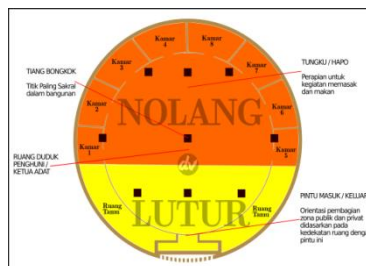 Kamar
4
Kamar
8
Kamar
3
Kamar
7
TIANG BONGKOK
Titik Paling Sakral
dalam bangunan
TUNGKU / HAPO
Perapian untuk
kegiatan memasak
dan makan
Kamar
2
NOLANG
Kamar
6
Kamar
1
Kamar
5
RUANG DUDUK
PENGHUNI /
KETUA ADAT
dv
Ruang
Tamu
LUTUR
Ruang
Tamu
PINTU MASUK / KELUAR
Orientasi pembagian
zona publik dan privat
didasarkan pada
kedekatan ruang denga
pintu ini